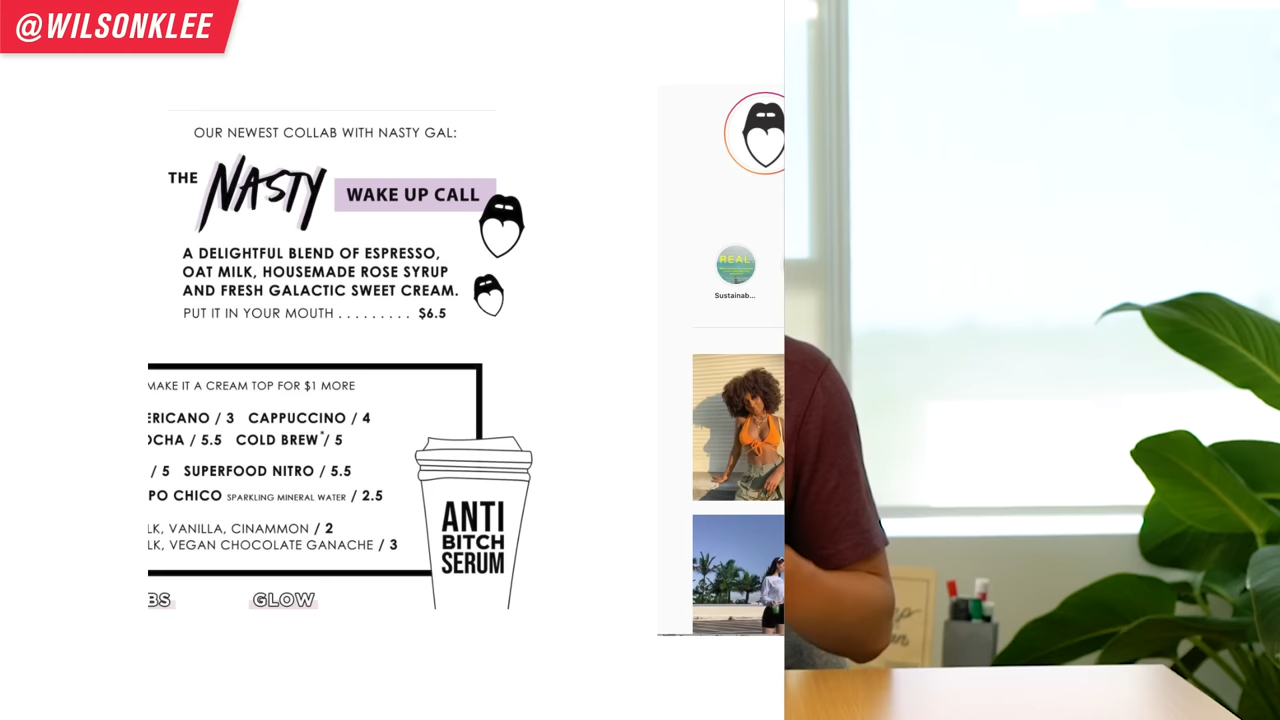 @WILSONKLEE
OUR NEWEST COLLAB WITH NASTY GAL:
THE NASTY WAKE UP CALL
A DELIGHTFUL BLEND OF ESPRESSO,
OAT MILK, HOUSEMADE ROSE SYRUP
AND FRESH GALACTIC SWEET CREAM.
PUT IT IN YOUR MOUTH . . . . . . . . . $6.5
MAKE IT A CREAM TOP FOR $1 MORE
ERICANO / 3 CAPPUCCINO / 4
OCHA / 5.5 COLD BREW* / 5
/ 5 SUPERFOOD NITRO / 5.5
PO CHICO SPARKLING MINERAL WATER / 2.5
LK, VANILLA, CINAMMON / 2
LK, VEGAN CHOCOLATE GANACHE / 3
BS GLOW
ANTI
BITCH
SERUM
REAL
Sustainab...